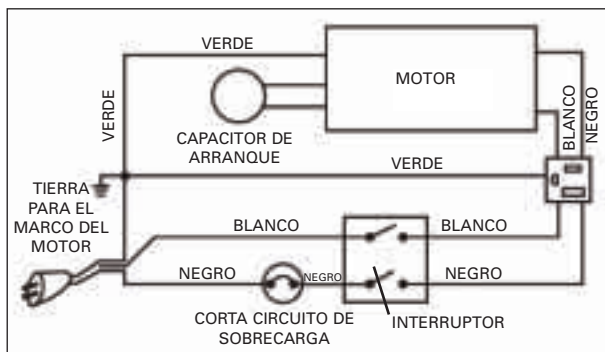 VERDE
MOTOR
VERDE
CAPACITOR DE
ARRANQUE
BLANCO
NEGRO
VERDE
TIERRA
PARA EL
MARCO DEL
MOTOR
BLANCO
BLANCO
NEGRO
NEGRO
NEGRO
CORTA CIRCUITO DE
SOBRECARGA
INTERRUPTOR